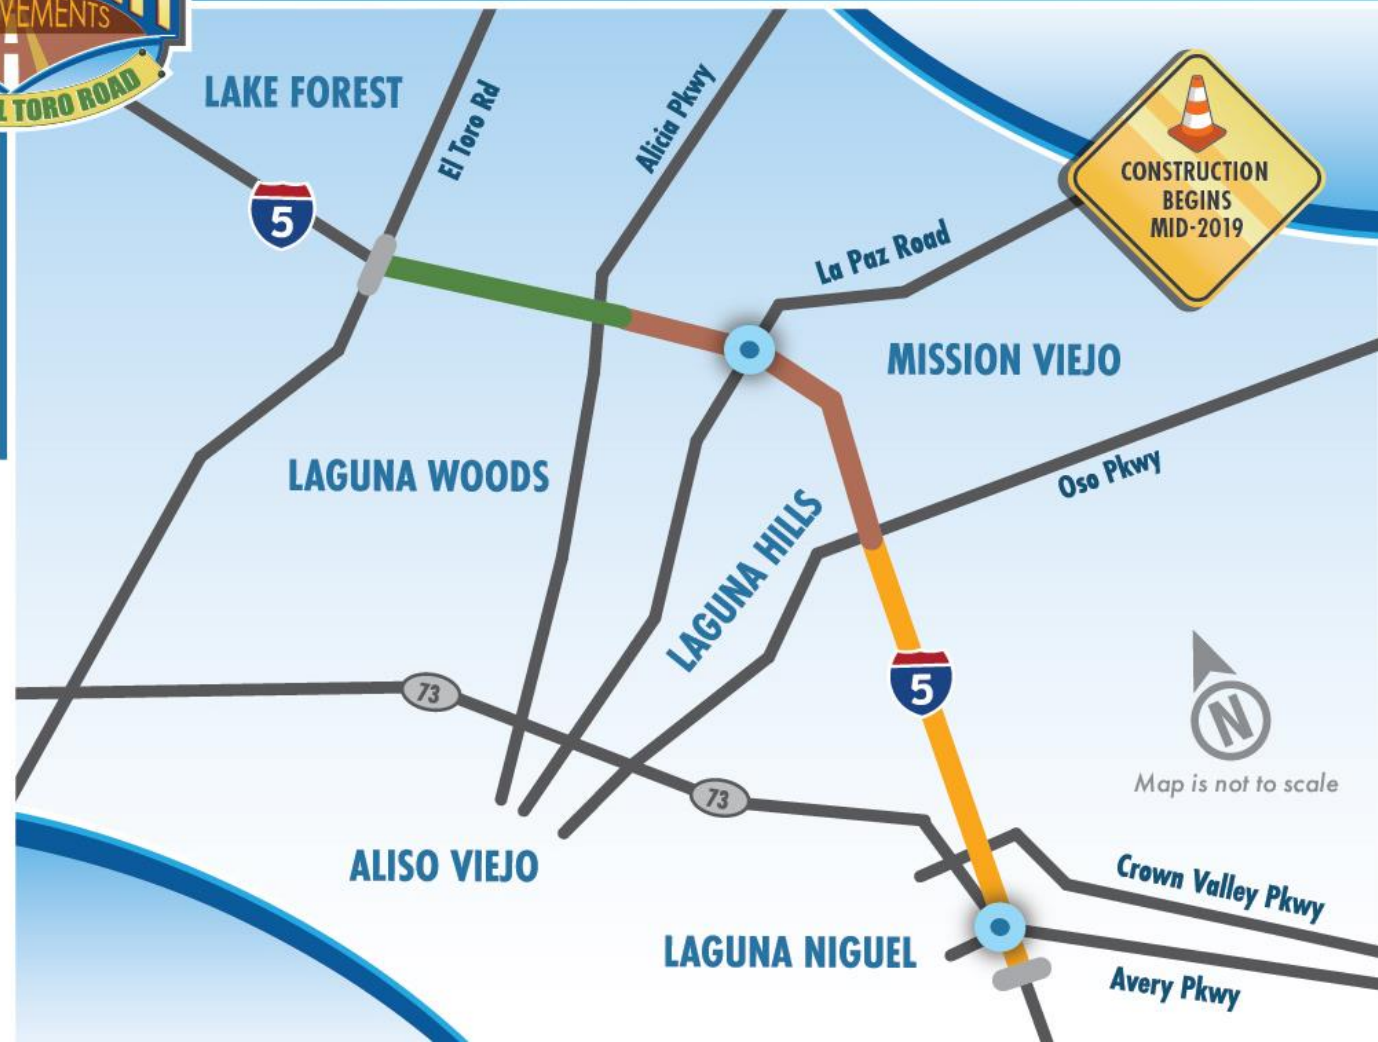 VEMENTS
L TORO ROAD
LAKE FOREST
El Toro Rd
Alicia Pkwy
CONSTRUCTION
BEGINS
MID-2019
5
La Paz Road
MISSION VIEJO
LAGUNA WOODS
Oso Pkwy
LAGUNA HILLS
5
73
N
Map is not to scale
73
ALISO VIEJO
Crown Valley Pkwy
LAGUNA NIGUEL
Avery Pkwy